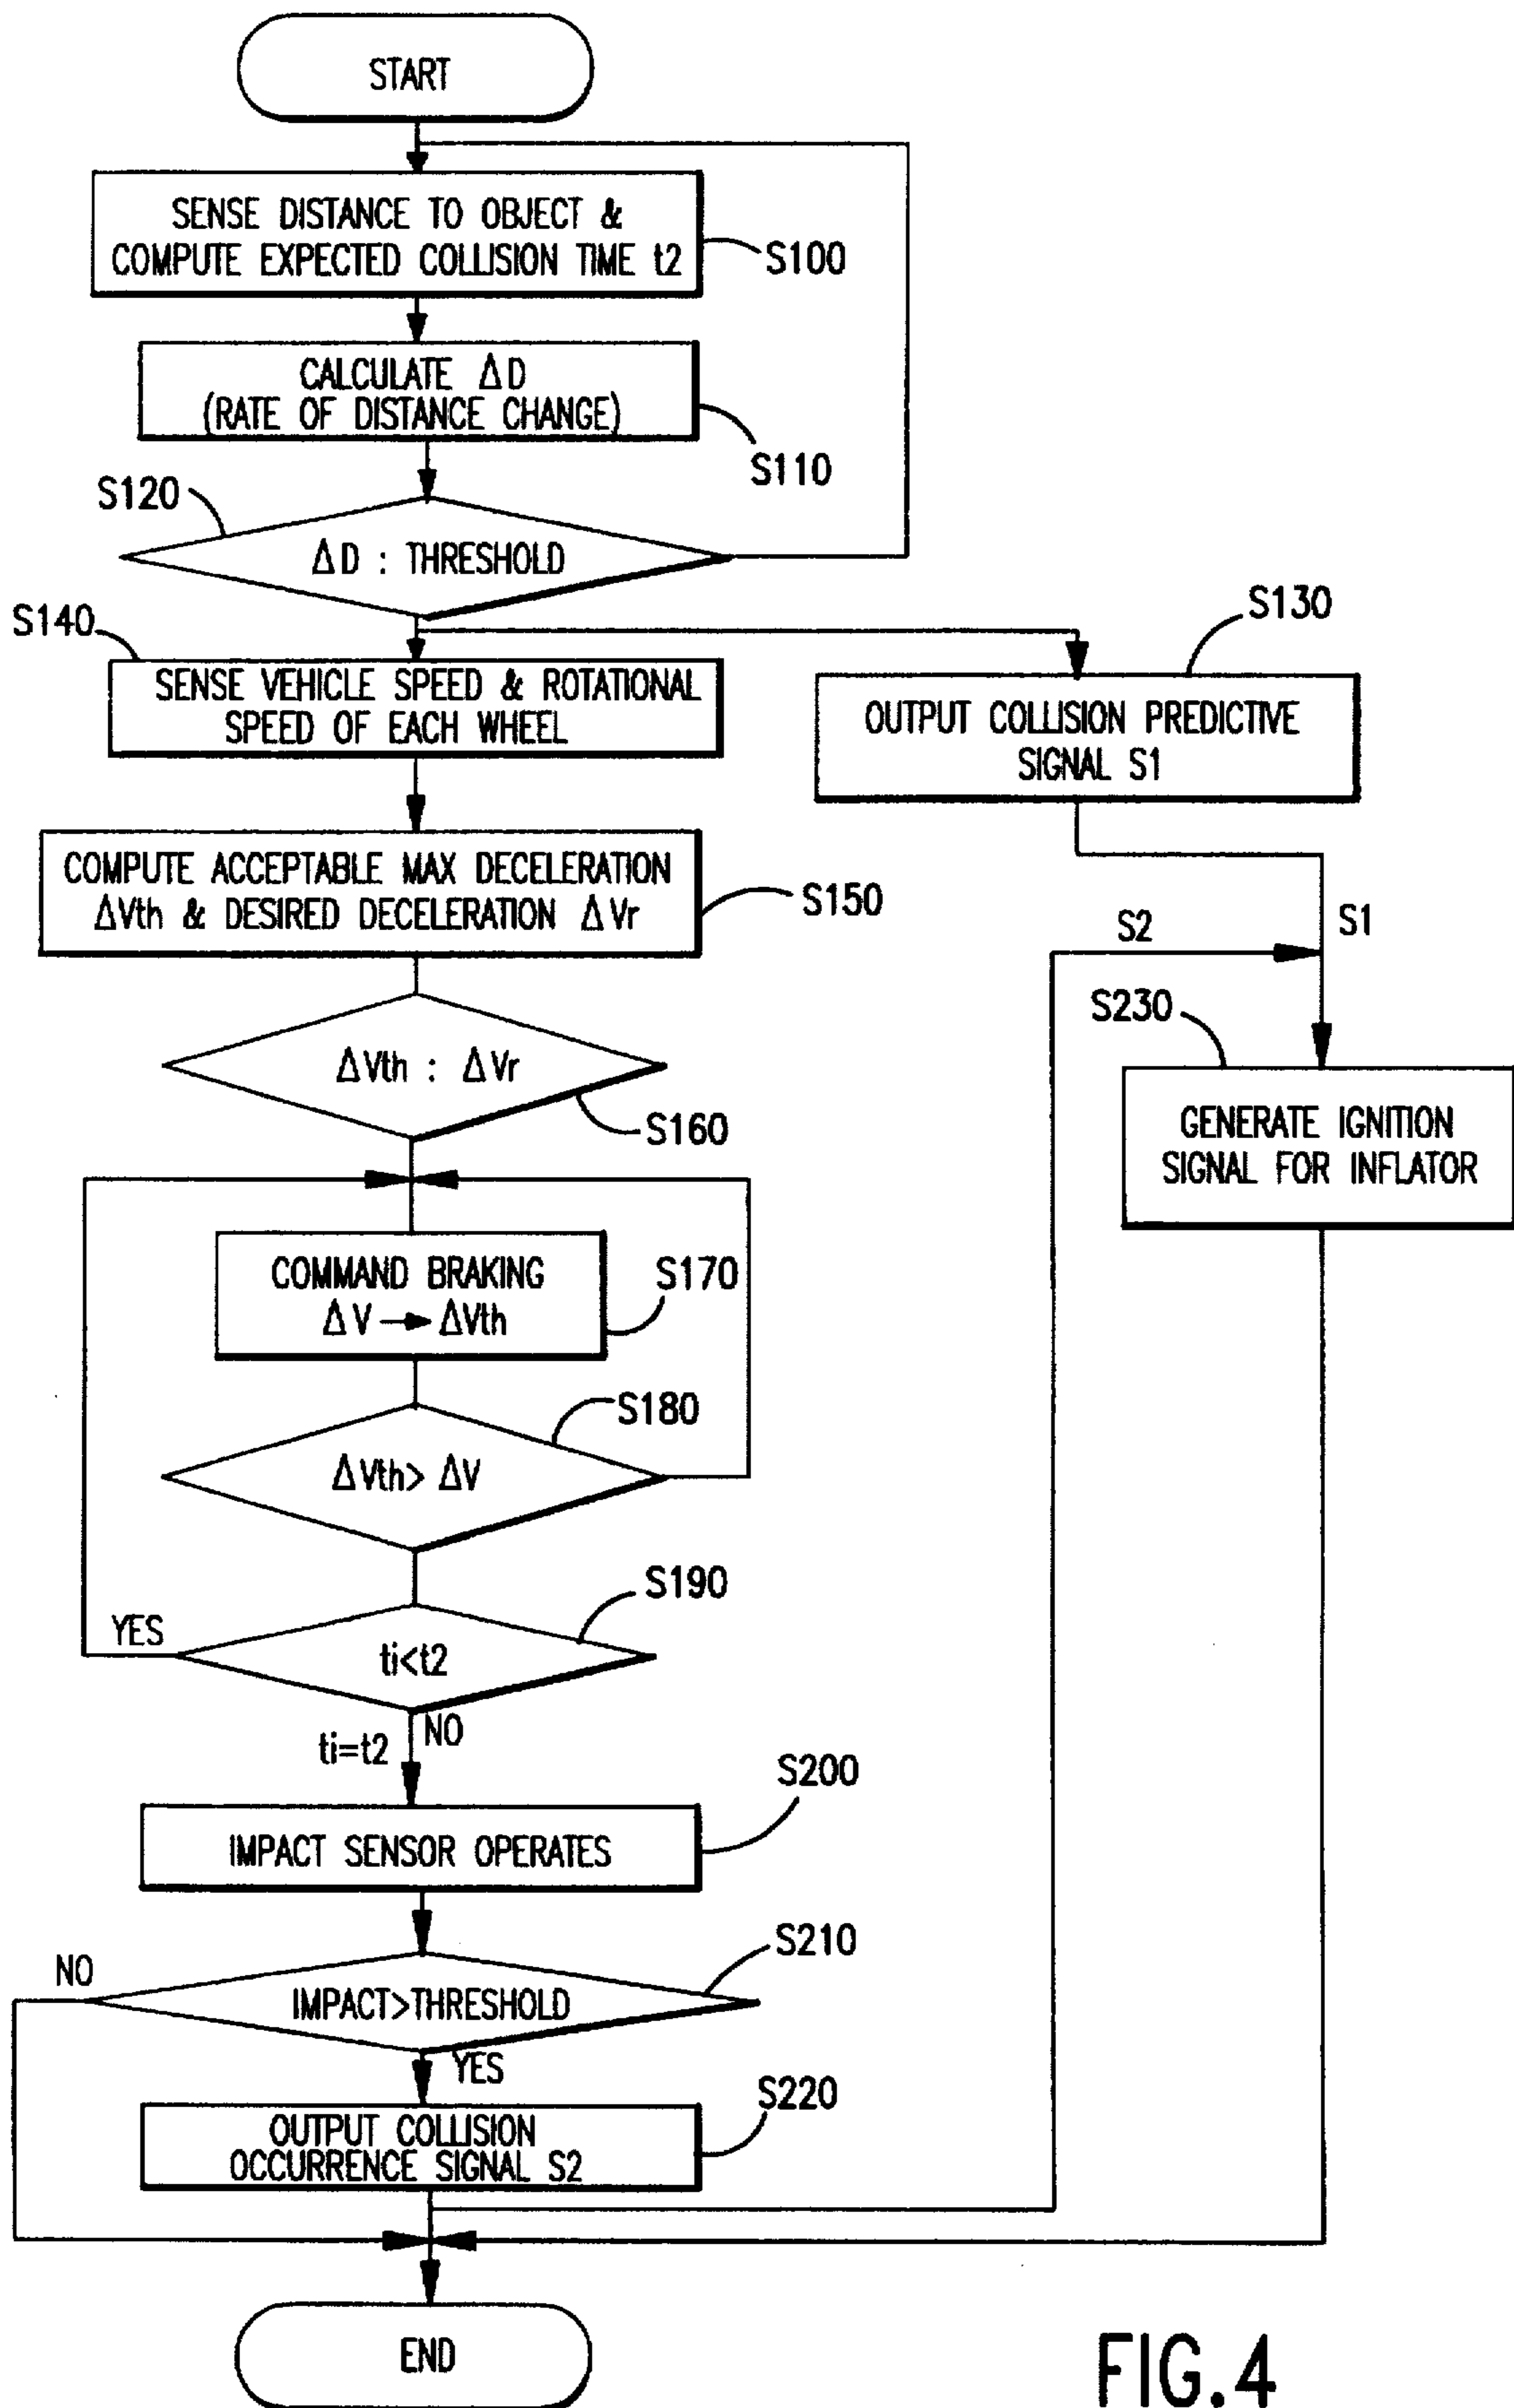 START
SENSE DISTANCE TO OBJECT &
COMPUTE EXPECTED COLLISION TIME t2
S100
CALCULATE ΔD
(RATE OF DISTANCE CHANGE)
S110
S120
ΔD : THRESHOLD
S140
SENSE VEHICLE SPEED & ROTATIONAL
SPEED OF EACH WHEEL
S130
OUTPUT COLLISION PREDICTIVE
SIGNAL S1
COMPUTE ACCEPTABLE MAX DECELERATION
ΔVth & DESIRED DECELERATION ΔVr
S150
S2
S1
S230
GENERATE IGNITION
SIGNAL FOR INFLATOR
ΔVth : ΔVr
S160
COMMAND BRAKING
ΔV → ΔVth
S170
S180
ΔVth> ΔV
S190
YES
ti<t2
NO
ti=t2
S200
IMPACT SENSOR OPERATES
S210
NO
IMPACT>THRESHOLD
YES
S220
OUTPUT COLLISION
OCCURRENCE SIGNAL S2
END
FIG.4